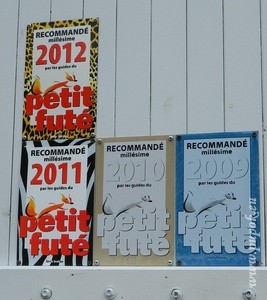 RECOMMANDÉ
millésime
2012
par les guides du
petit
futé
RECOMMANDÉ
millésime
2011
par les guides du
petit
futé
RECOMMANDÉ
millésime
2010
par les guides du
petit
futé
RECOMMANDÉ
millésime
2009
par les guides du
petit
futé